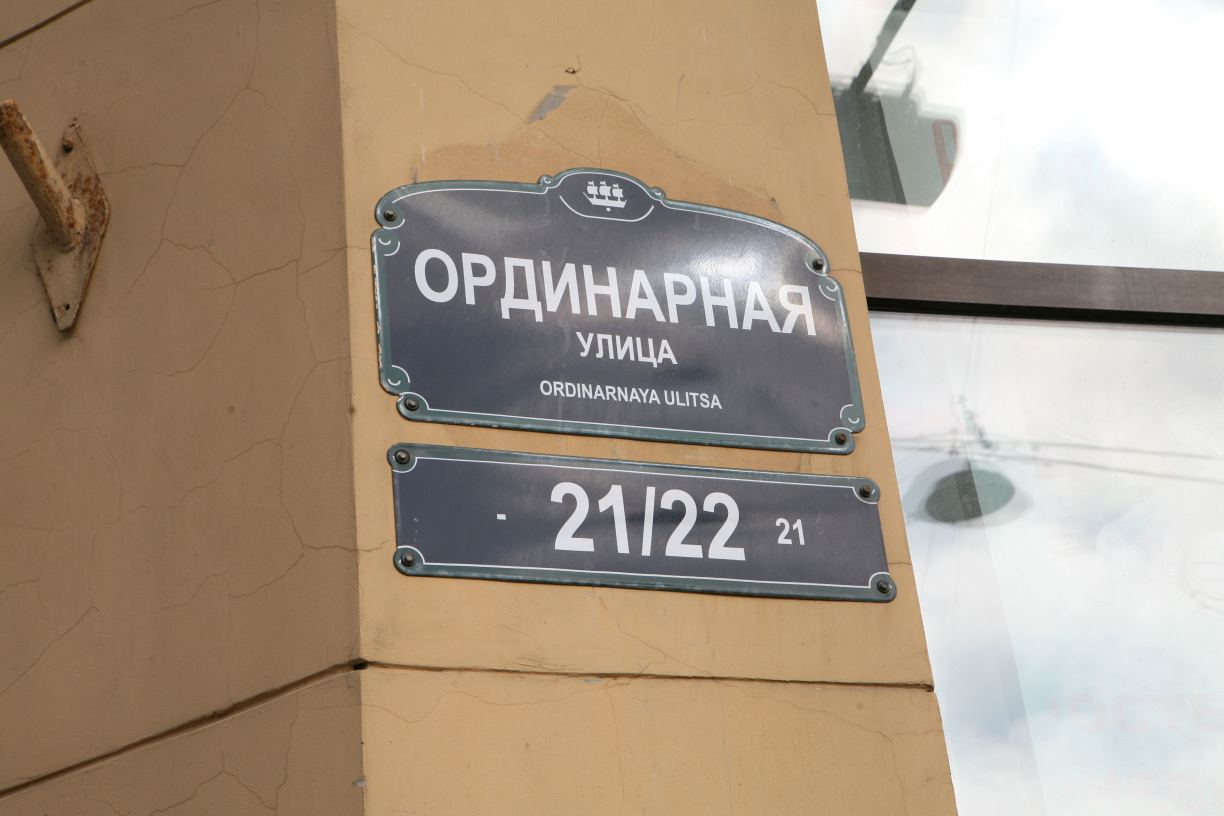 ОРДИНАРНАЯ
УЛИЦА
ORDINARNAYA ULITSA
- 21/22 21